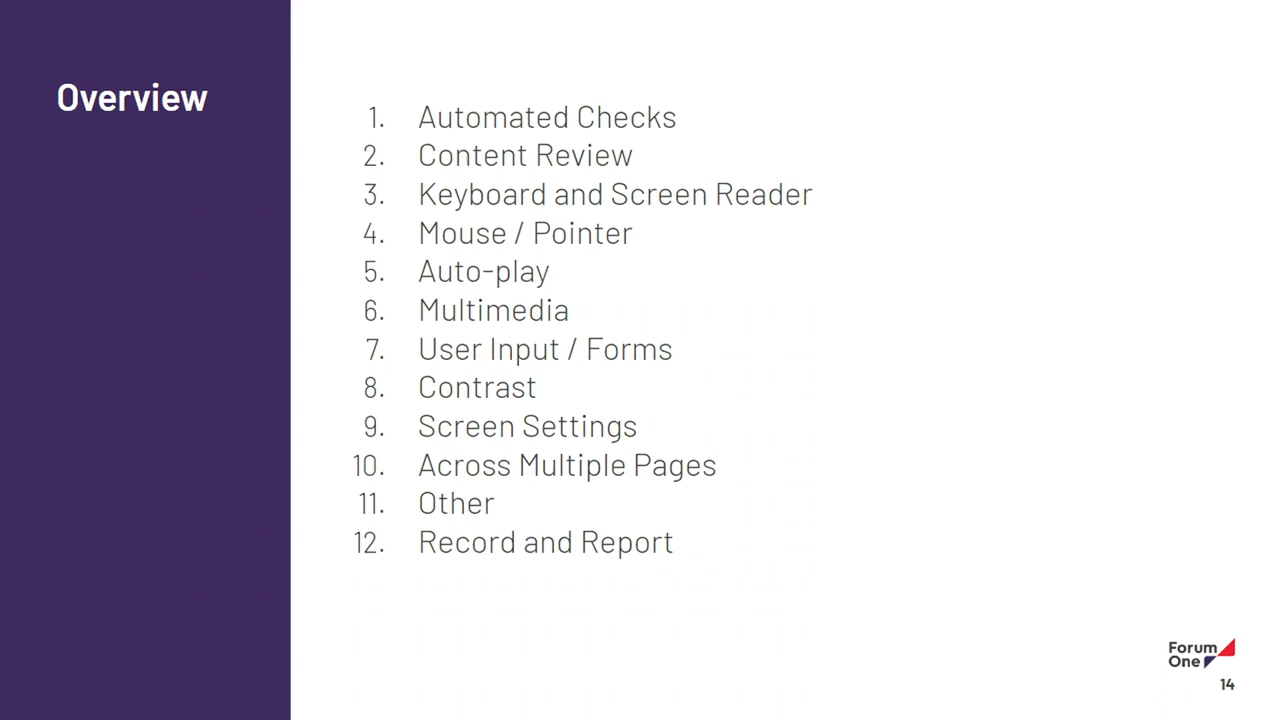 Overview
1. Automated Checks
2. Content Review
3. Keyboard and Screen Reader
4. Mouse / Pointer
5. Auto-play
6. Multimedia
7. User Input / Forms
8. Contrast
9. Screen Settings
10. Across Multiple Pages
11. Other
12. Record and Report
Forum
One
14